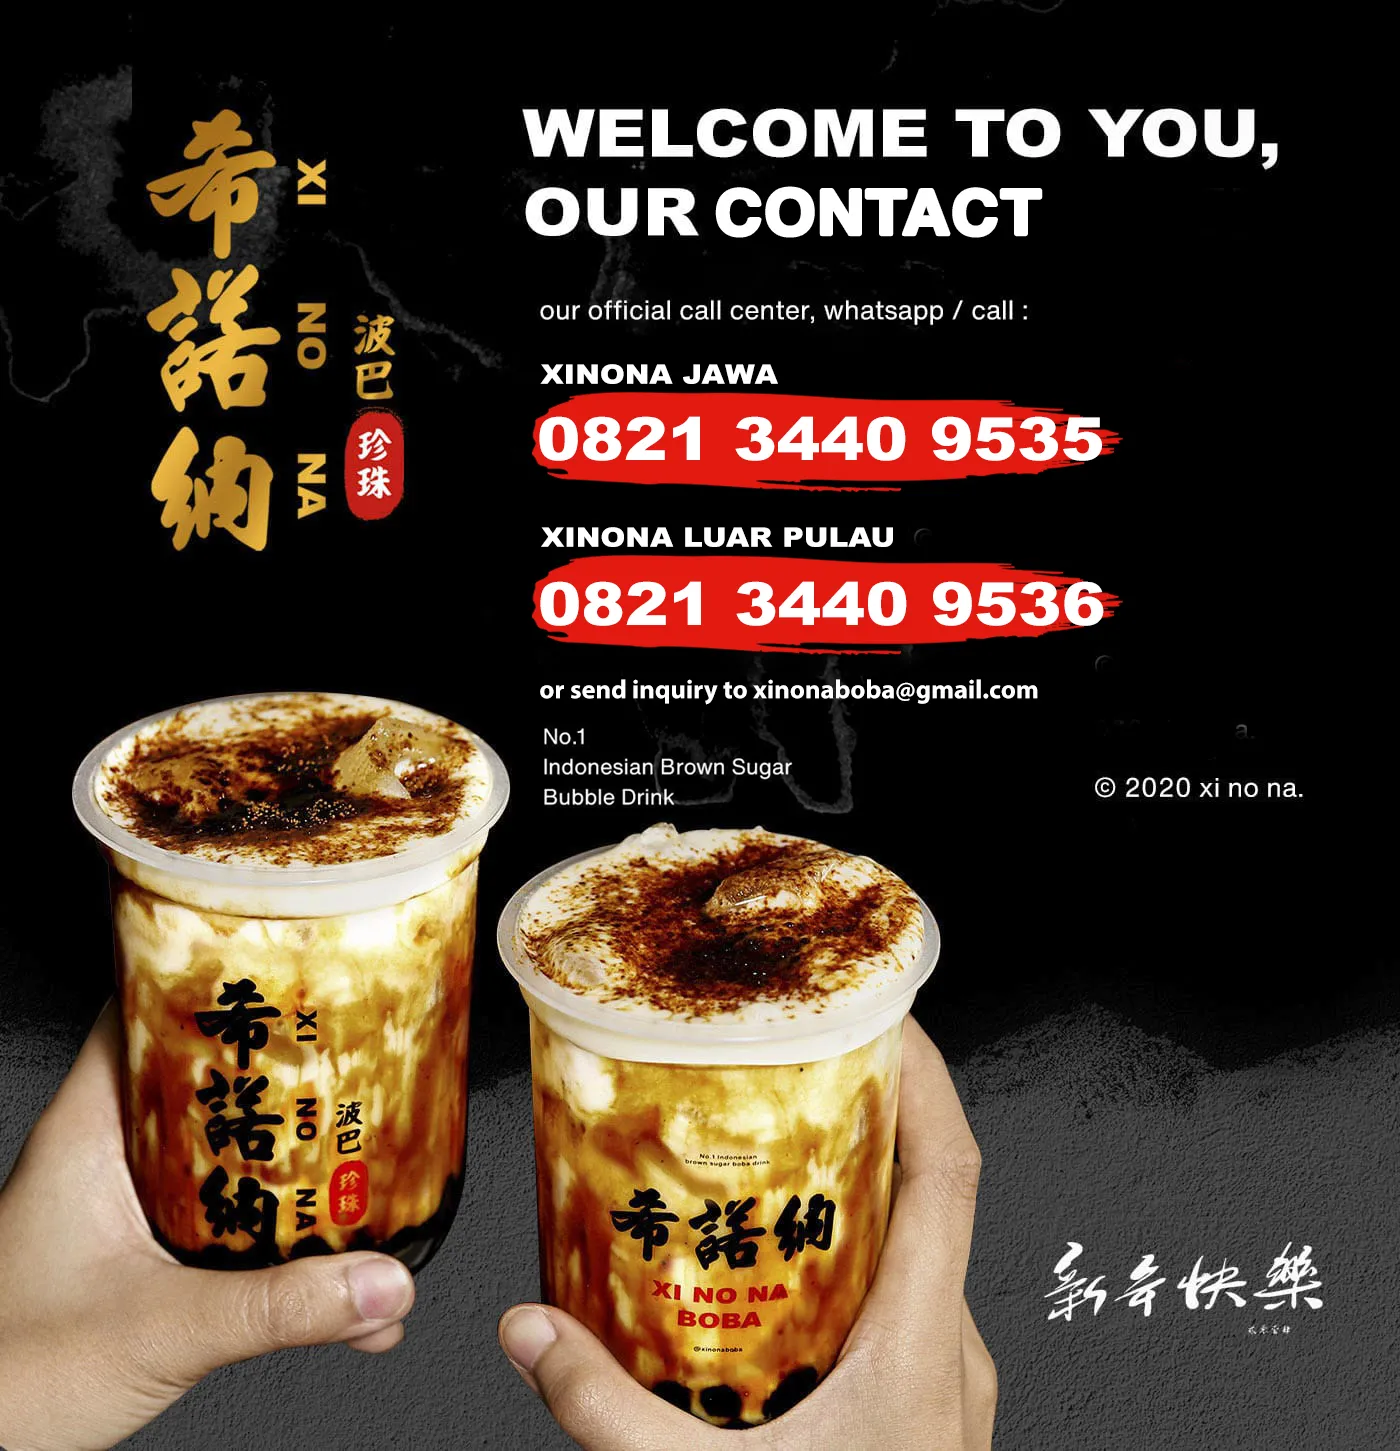 希諾納
XI NO NA
波巴
珍珠
WELCOME TO YOU,
OUR CONTACT
our official call center, whatsapp / call :
XINONA JAWA
0821 3440 9535
XINONA LUAR PULAU
0821 3440 9536
or send inquiry to xinonaboba@gmail.com
No.1
Indonesian Brown Sugar
Bubble Drink
a.
© 2020 xi no na.
希諾納
XI NO NA
波巴
珍珠
No.1 Indonesian
brown sugar boba drink
希諾納
XI NO NA
BOBA
@xinonaboba
新年快樂